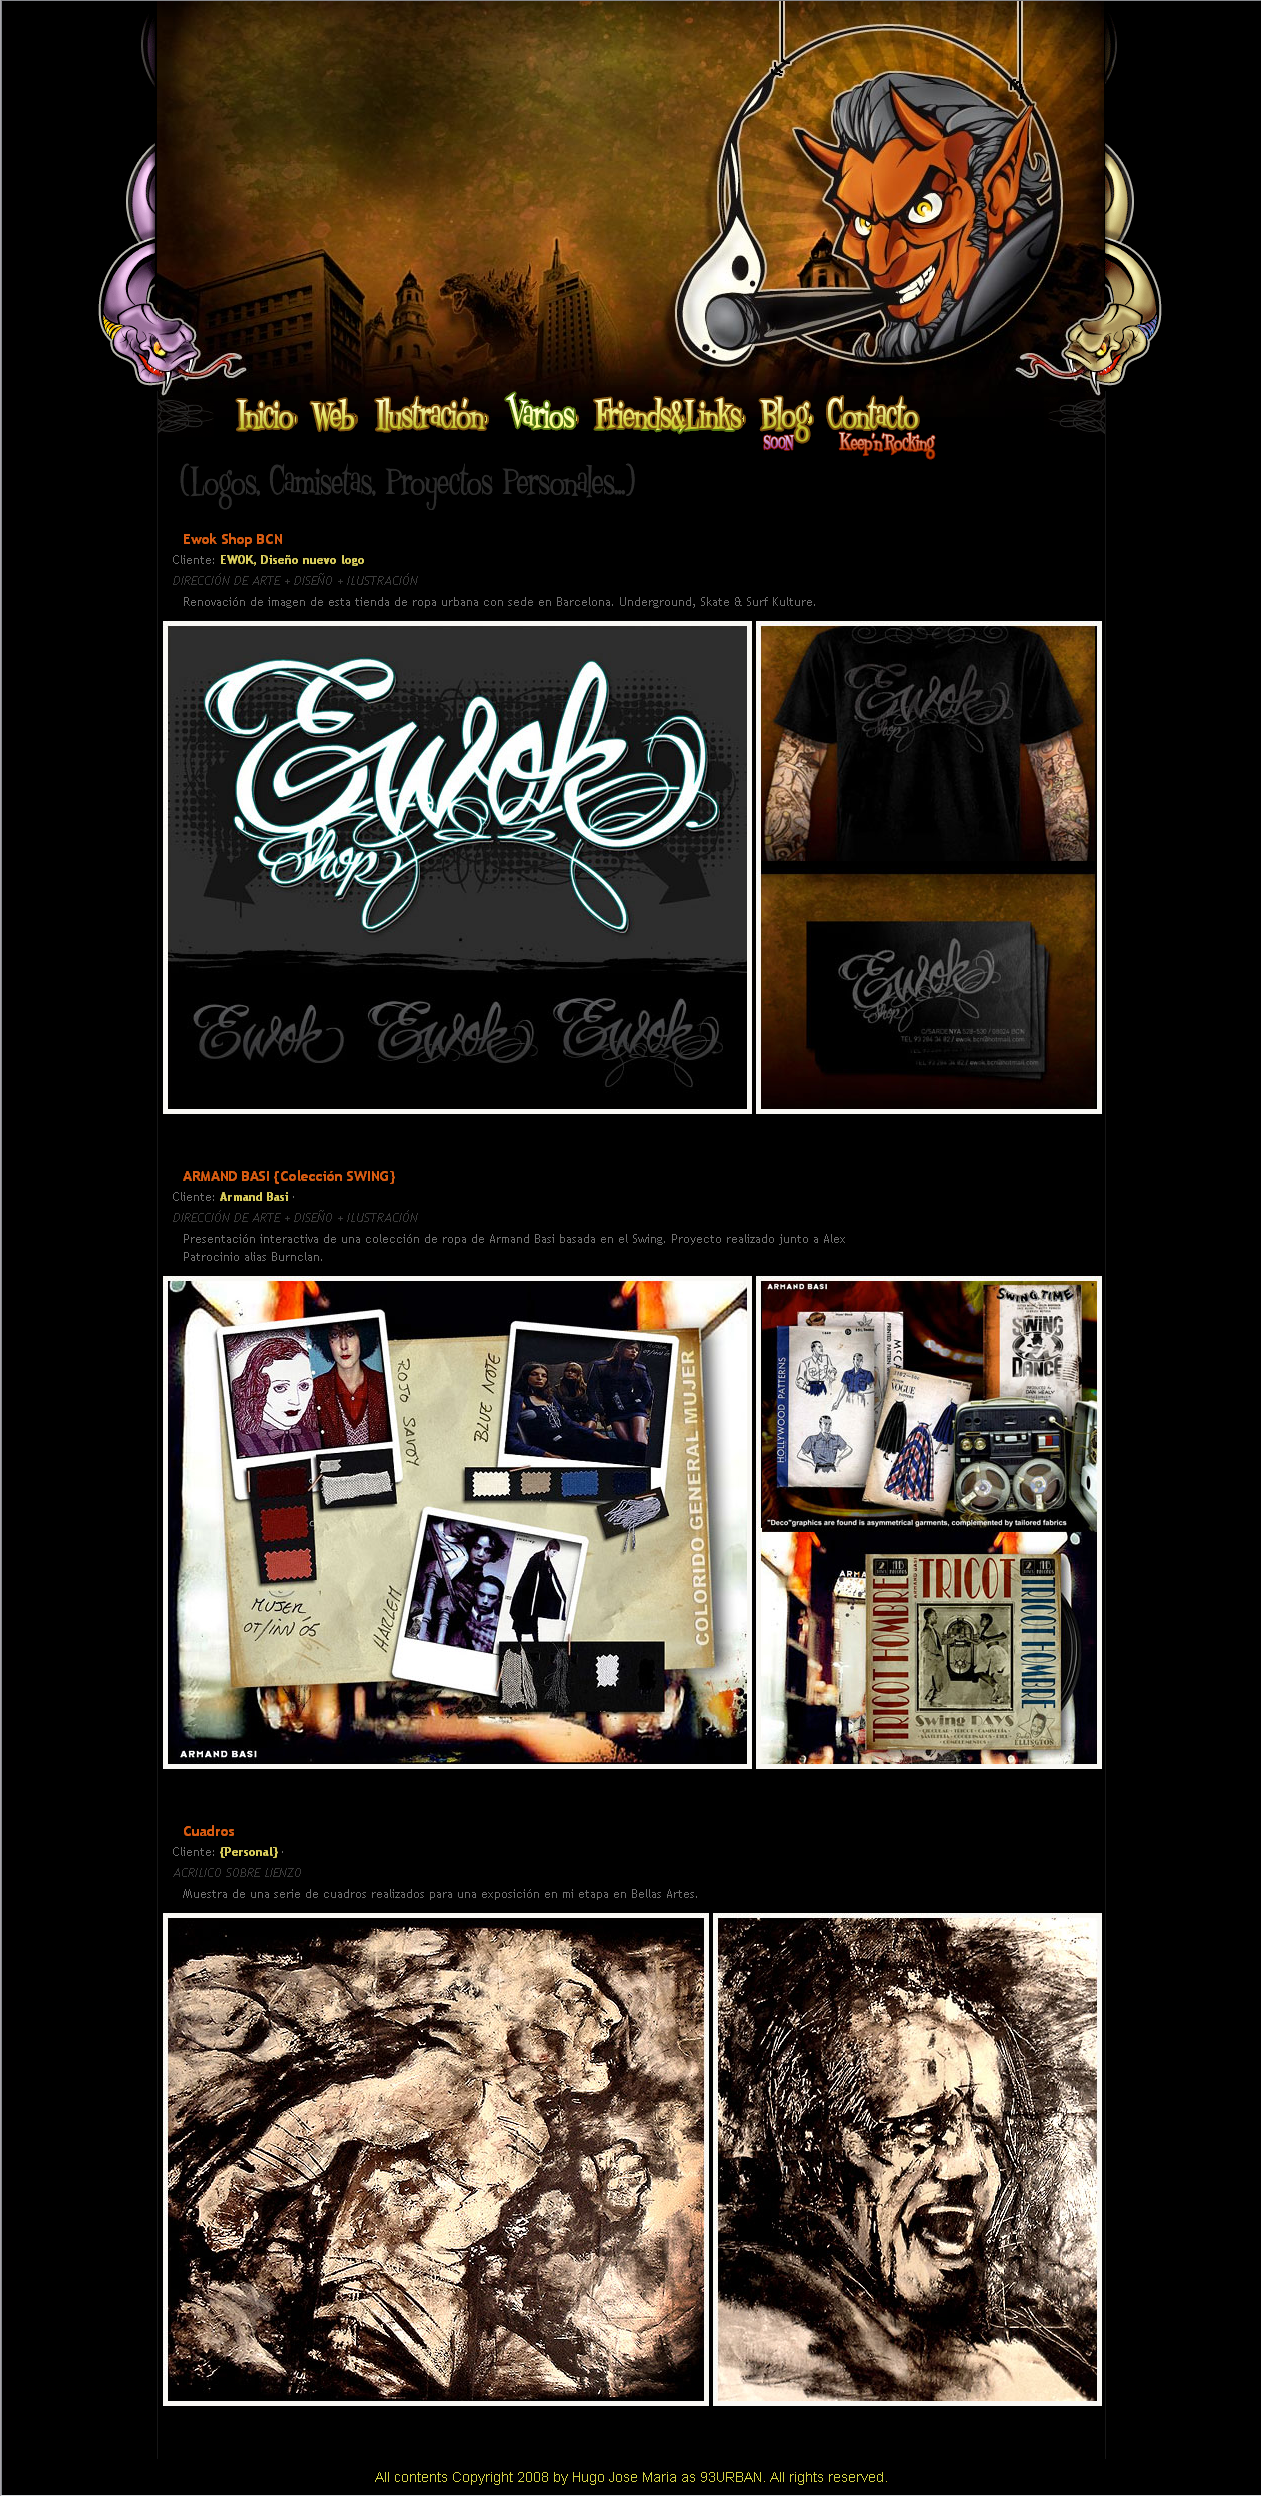 Inicio Web Ilustración Varios Friends&Links Blog Contacto
SOON Keep'n'Rocking
(Logos, Camisetas, Proyectos Personales...)
Ewok Shop BCN
Cliente: EWOK, Diseño nuevo logo
DIRECCIÓN DE ARTE + DISEÑO + ILUSTRACIÓN
Renovación de imagen de esta tienda de ropa urbana con sede en Barcelona. Underground, Skate & Surf Kulture.
Ewok
Shop
Ewok Ewok Ewok
Ewok
Shop
Ewok
Shop
ARMAND BASI {Colección SWING}
Cliente: Armand Basi ·
DIRECCIÓN DE ARTE + DISEÑO + ILUSTRACIÓN
Presentación interactiva de una colección de ropa de Armand Basi basada en el Swing. Proyecto realizado junto a Alex
Patrocinio alias Burnclan.
ROJO SAVOY
BLUE NOTE
COLORIDO GENERAL MUJER
MUJER
OT/INV 05
HARLEM
ARMAND BASI
ARMAND BASI
SWING TIME
SWING
DANCE
HOLLYWOOD PATTERNS
VOGUE
"Deco"graphics are found is asymmetrical garments, complemented by tailored fabrics
TRICOT
TRICOT HOMBRE
TRICOT HOMBRE
Swing DAYS
ELLINGTON
Cuadros
Cliente: {Personal} ·
ACRILICO SOBRE LIENZO
Muestra de una serie de cuadros realizados para una exposición en mi etapa en Bellas Artes.
All contents Copyright 2008 by Hugo Jose Maria as 93URBAN. All rights reserved.